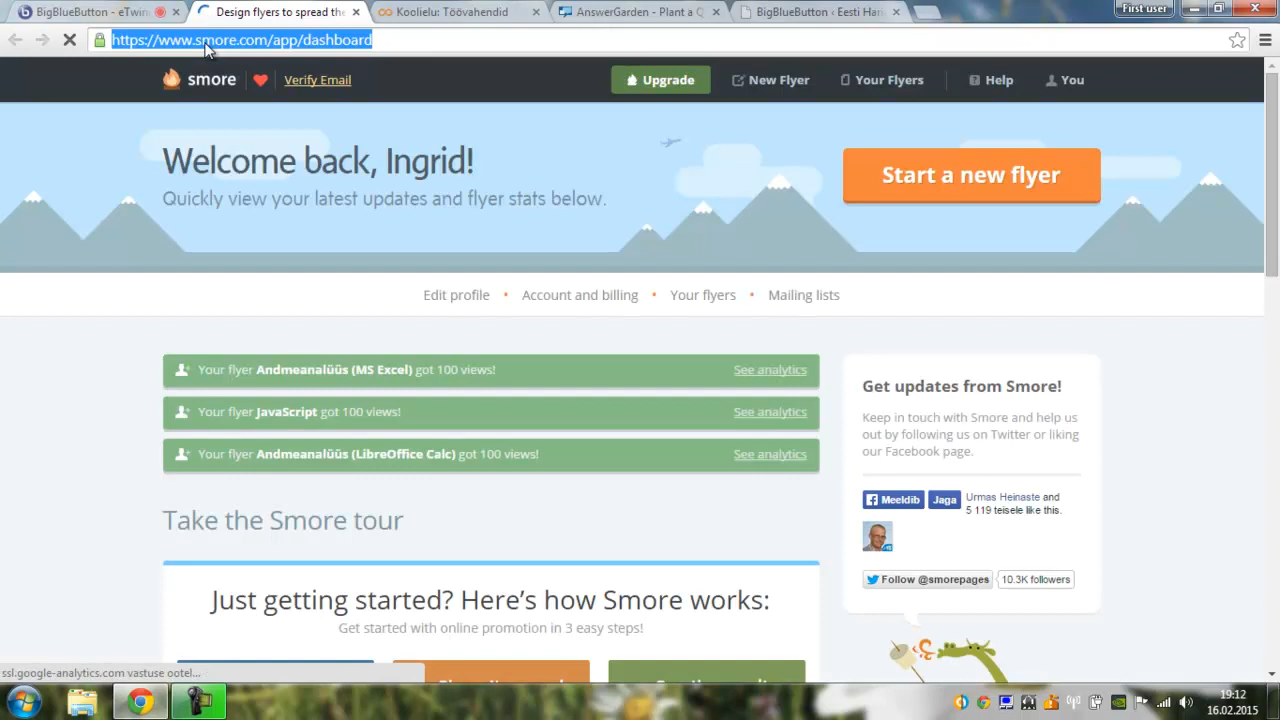 BigBlueButton - eTwin
Design flyers to spread the
Koolielu: Töövahendid
AnswerGarden - Plant a Q
BigBlueButton ‹ Eesti Har
First user
https://www.smore.com/app/dashboard
smore
Verify Email
Upgrade
New Flyer
Your Flyers
Help
You
Welcome back, Ingrid!
Quickly view your latest updates and flyer stats below.
Start a new flyer
Edit profile • Account and billing • Your flyers • Mailing lists
Your flyer Andmeanalüüs (MS Excel) got 100 views! See analytics
Your flyer JavaScript got 100 views! See analytics
Your flyer Andmeanalüüs (LibreOffice Calc) got 100 views! See analytics
Get updates from Smore!
Keep in touch with Smore and help us
out by following us on Twitter or liking
our Facebook page.
Meeldib
Jaga
Urmas Heinaste and
5 119 teisele like this.
Follow @smorepages
10.3K followers
Take the Smore tour
Just getting started? Here's how Smore works:
Get started with online promotion in 3 easy steps!
ssl.google-analytics.com vastuse ootel...
19:12
16.02.2015